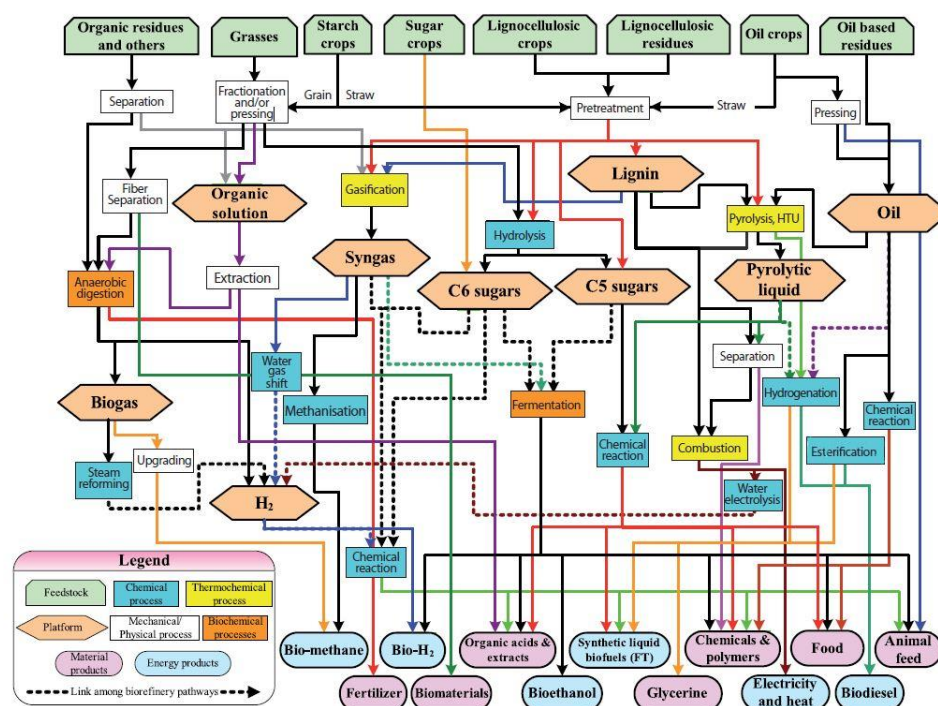 Organic residues
and others
Grasses
Starch
crops
Sugar
crops
Lignocellulosic
crops
Lignocellulosic
residues
Oil crops
Oil based
residues
Separation
Fractionation
and/or
pressing
Grain
Straw
Pretreatment
Straw
Pressing
Fiber
Separation
Organic
solution
Gasification
Lignin
Pyrolysis, HTU
Oil
Hydrolysis
Anaerobic
digestion
Extraction
Syngas
C6 sugars
C5 sugars
Pyrolytic
liquid
Water
gas
shift
Separation
Biogas
Methanisation
Fermentation
Hydrogenation
Chemical
reaction
Steam
reforming
Upgrading
Chemical
reaction
Combustion
Esterification
H₂
Water
electrolysis
Chemical
reaction
Legend
Feedstock
Chemical
process
Thermochemical
process
Platform
Mechanical/
Physical process
Biochemical
processes
Material
products
Energy products
Link among biorefinery pathways
Bio-methane
Bio-H₂
Organic acids &
extracts
Synthetic liquid
biofuels (FT)
Chemicals &
polymers
Food
Animal
feed
Fertilizer
Biomaterials
Bioethanol
Glycerine
Electricity
and heat
Biodiesel